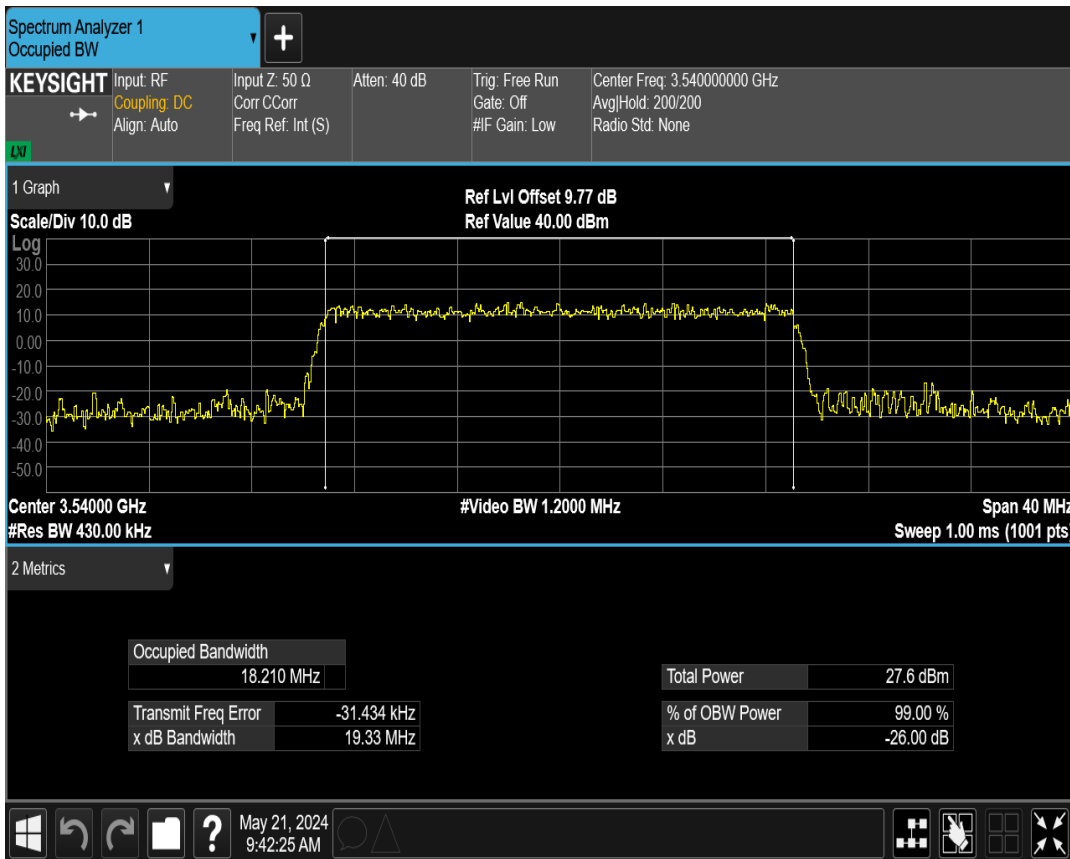 Spectrum Analyzer 1
Occupied BW
KEYSIGHT
LXI
Input: RF
Coupling: DC
Align: Auto
Input Z: 50 Ω
Corr CCorr
Freq Ref: Int (S)
Atten: 40 dB
Trig: Free Run
Gate: Off
#IF Gain: Low
Center Freq: 3.540000000 GHz
Avg|Hold: 200/200
Radio Std: None
1 Graph
Scale/Div 10.0 dB
Ref Lvl Offset 9.77 dB
Ref Value 40.00 dBm
Log
30.0
20.0
10.0
0.00
-10.0
-20.0
-30.0
-40.0
-50.0
Center 3.54000 GHz
#Res BW 430.00 kHz
#Video BW 1.2000 MHz
Span 40 MHz
Sweep 1.00 ms (1001 pts)
2 Metrics
Occupied Bandwidth
18.210 MHz
Transmit Freq Error -31.434 kHz
x dB Bandwidth 19.33 MHz
Total Power 27.6 dBm
% of OBW Power 99.00 %
x dB -26.00 dB
?
May 21, 2024
9:42:25 AM